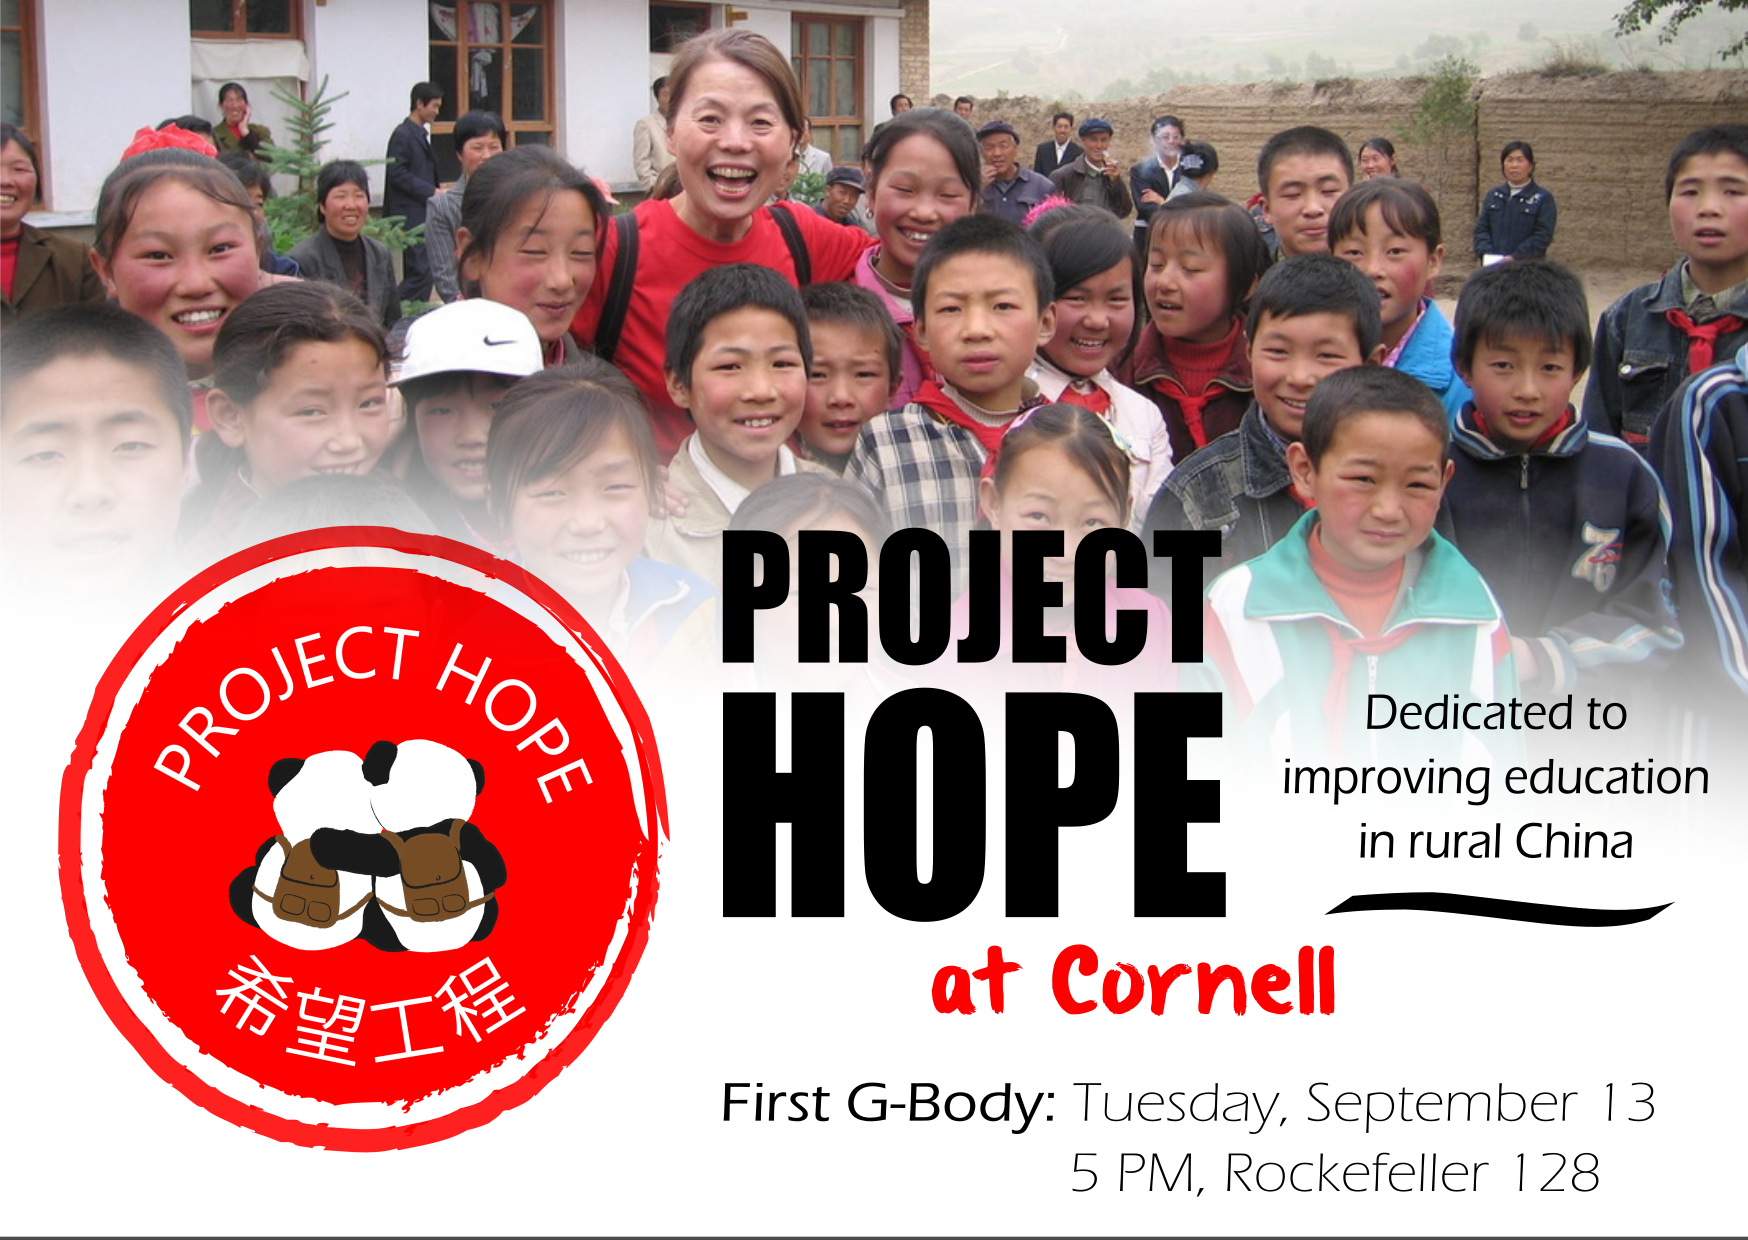 PROJECT HOPE
希望工程
PROJECT
HOPE
at Cornell
Dedicated to
improving education
in rural China
First G-Body: Tuesday, September 13
5 PM, Rockefeller 128